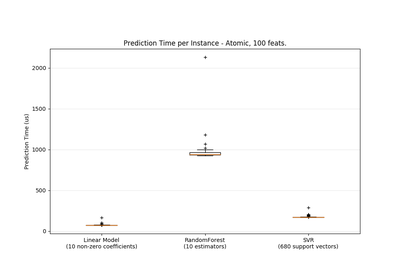 Prediction Time per Instance - Atomic, 100 feats.
Prediction Time (us)
2000
1500
1000
500
0
Linear Model
(10 non-zero coefficients)
RandomForest
(10 estimators)
SVR
(680 support vectors)